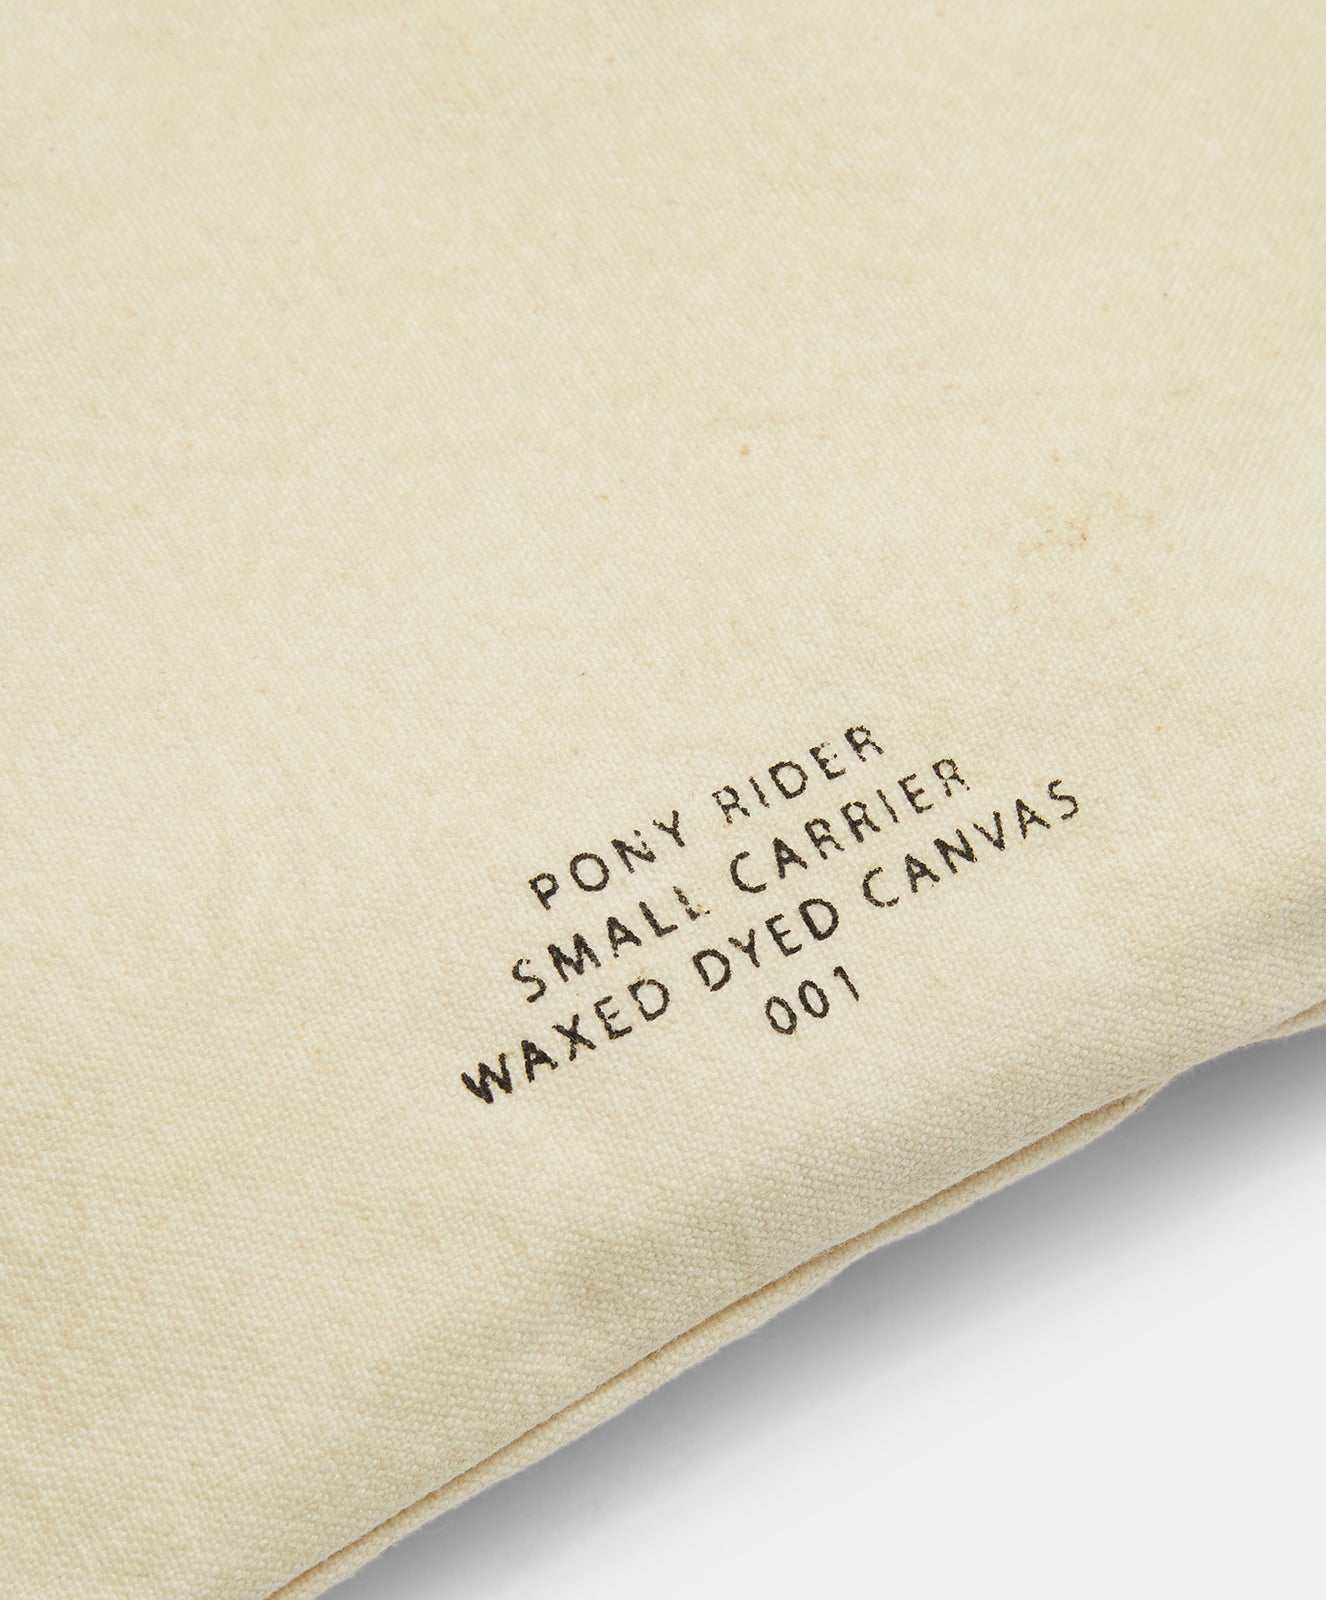 PONY RIDER
SMALL CARRIER
WAXED DYED CANVAS
001